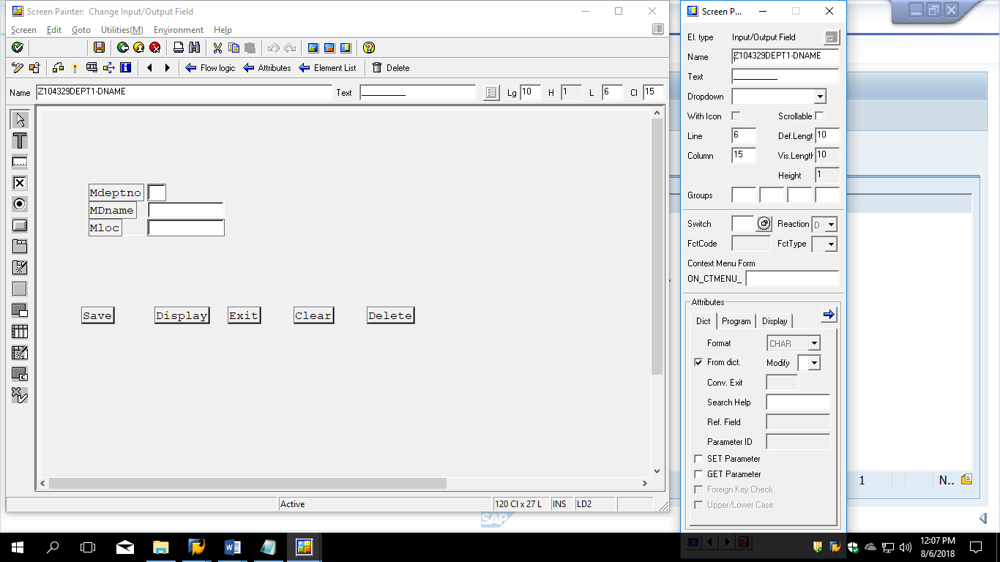 Screen Painter: Change Input/Output Field
Screen Edit Goto Utilities(M) Environment Help
Flow logic Attributes Element List Delete
Name Z104329DEPT1-DNAME Text __________ Lg 10 H 1 L 6 Cl 15
Mdeptno
MDname
Mloc
Save Display Exit Clear Delete
Active 120 Cl x 27 L INS LD2
Screen P...
El. type Input/Output Field
Name Z104329DEPT1-DNAME
Text __________
Dropdown
With Icon Scrollable
Line 6 Def.Lengt 10
Column 15 Vis.Length 10
Height 1
Groups
Switch Reaction D
FctCode FctType
Context Menu Form
ON_CTMENU_
Attributes
Dict Program Display
Format CHAR
From dict. Modify
Conv. Exit
Search Help
Ref. Field
Parameter ID
SET Parameter
GET Parameter
Foreign Key Check
Upper/Lower Case
1 N..
SAP
12:07 PM
8/6/2018